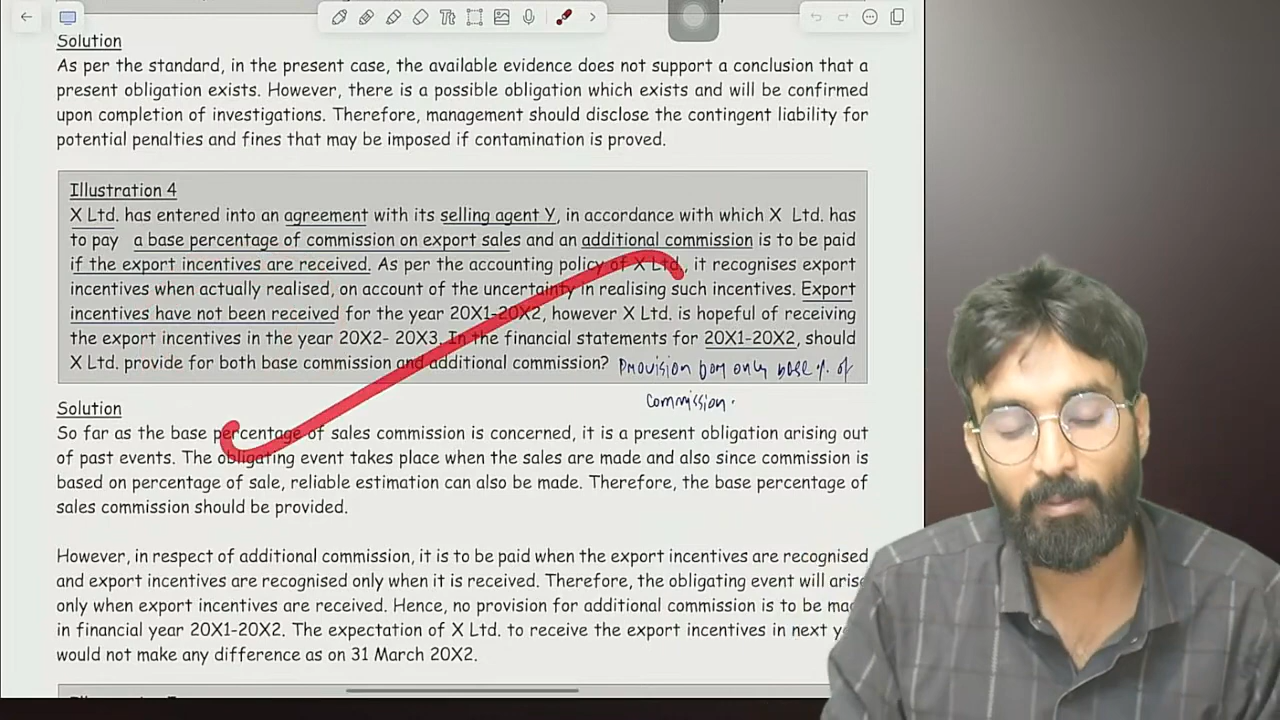 Solution
As per the standard, in the present case, the available evidence does not support a conclusion that a
present obligation exists. However, there is a possible obligation which exists and will be confirmed
upon completion of investigations. Therefore, management should disclose the contingent liability for
potential penalties and fines that may be imposed if contamination is proved.
Illustration 4
X Ltd. has entered into an agreement with its selling agent Y, in accordance with which X Ltd. has
to pay a base percentage of commission on export sales and an additional commission is to be paid
if the export incentives are received. As per the accounting policy of X Ltd., it recognises export
incentives when actually realised, on account of the uncertainty in realising such incentives. Export
incentives have not been received for the year 20X1-20X2, however X Ltd. is hopeful of receiving
the export incentives in the year 20X2- 20X3. In the financial statements for 20X1-20X2, should
X Ltd. provide for both base commission and additional commission? Provision for only base %. of
commission.
Solution
So far as the base percentage of sales commission is concerned, it is a present obligation arising out
of past events. The obligating event takes place when the sales are made and also since commission is
based on percentage of sale, reliable estimation can also be made. Therefore, the base percentage of
sales commission should be provided.
However, in respect of additional commission, it is to be paid when the export incentives are recognised
and export incentives are recognised only when it is received. Therefore, the obligating event will arise
only when export incentives are received. Hence, no provision for additional commission is to be
in financial year 20X1-20X2. The expectation of X Ltd. to receive the export incentives in next
would not make any difference as on 31 March 20X2.